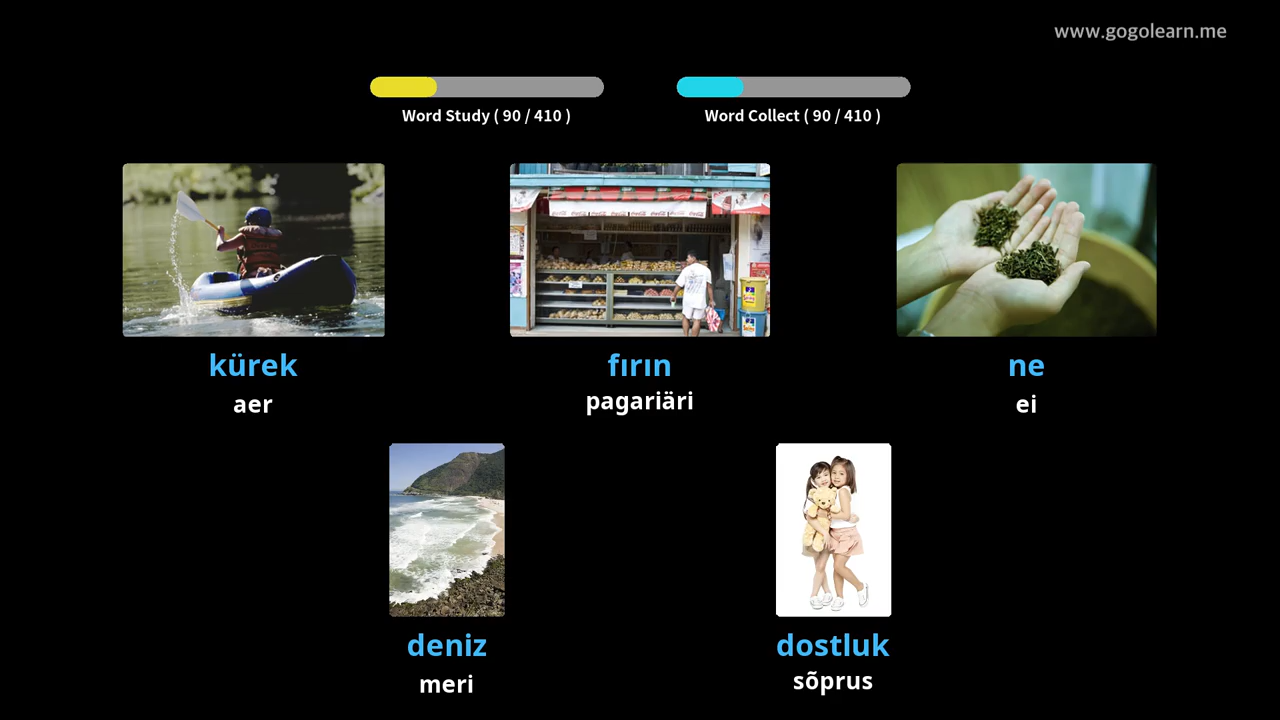 www.gogolearn.me
Word Study ( 90 / 410 )
Word Collect ( 90 / 410 )
kürek
aer
fırın
pagariäri
ne
ei
deniz
meri
dostluk
sõprus